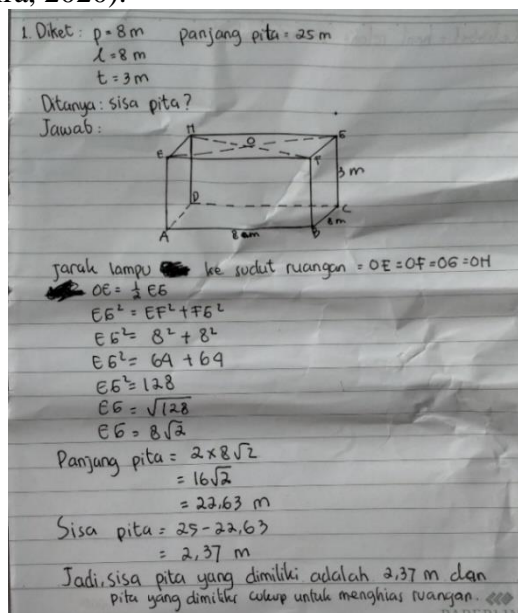 ra, 2020).
1. Diket : p = 8 m panjang pita = 25 m
l = 8 m
t = 3 m
Ditanya : sisa pita ?
Jawab :
H G
O
E F
3 m
D C
8 m
A 8 cm B
Jarak lampu ke sudut ruangan = OE = OF = OG = OH
OE = ½ EG
EG² = EF² + FG²
EG² = 8² + 8²
EG² = 64 + 64
EG² = 128
EG = √128
EG = 8√2
Panjang pita = 2 x 8√2
= 16√2
= 22,63 m
Sisa pita = 25 - 22,63
= 2,37 m
Jadi, sisa pita yang dimiliki adalah 2,37 m dan
pita yang dimiliki cukup untuk menghias ruangan.